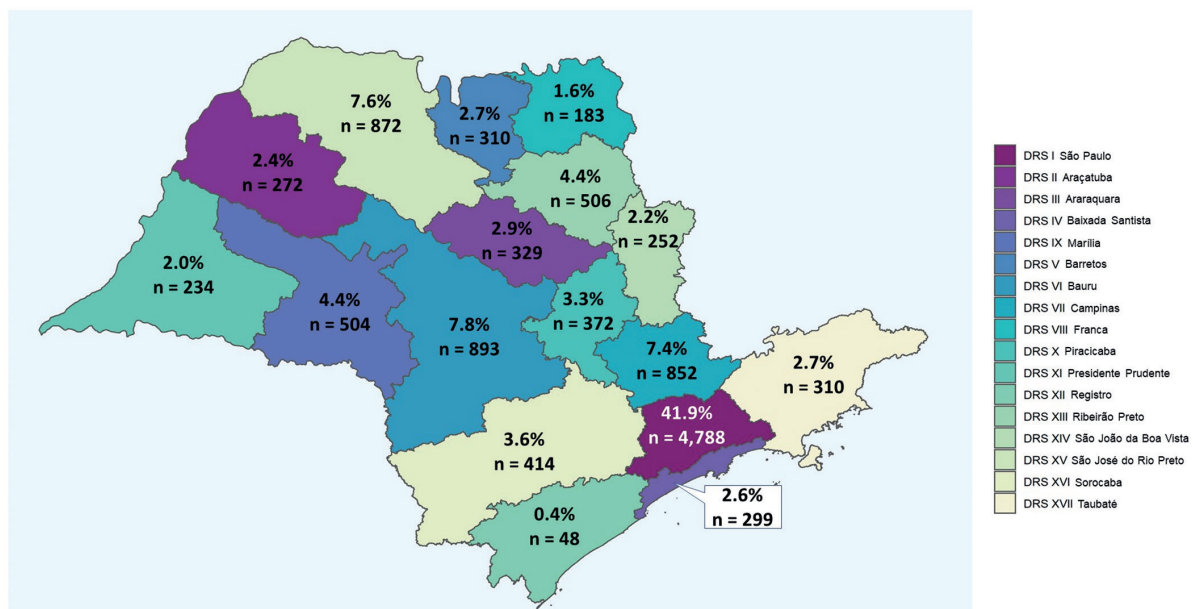 7.6%
n = 872
2.7%
n = 310
1.6%
n = 183
2.4%
n = 272
4.4%
n = 506
2.2%
n = 252
2.9%
n = 329
2.0%
n = 234
4.4%
n = 504
7.8%
n = 893
3.3%
n = 372
7.4%
n = 852
2.7%
n = 310
41.9%
n = 4,788
3.6%
n = 414
2.6%
n = 299
0.4%
n = 48
DRS I São Paulo
DRS II Araçatuba
DRS III Araraquara
DRS IV Baixada Santista
DRS IX Marília
DRS V Barretos
DRS VI Bauru
DRS VII Campinas
DRS VIII Franca
DRS X Piracicaba
DRS XI Presidente Prudente
DRS XII Registro
DRS XIII Ribeirão Preto
DRS XIV São João da Boa Vista
DRS XV São José do Rio Preto
DRS XVI Sorocaba
DRS XVII Taubaté